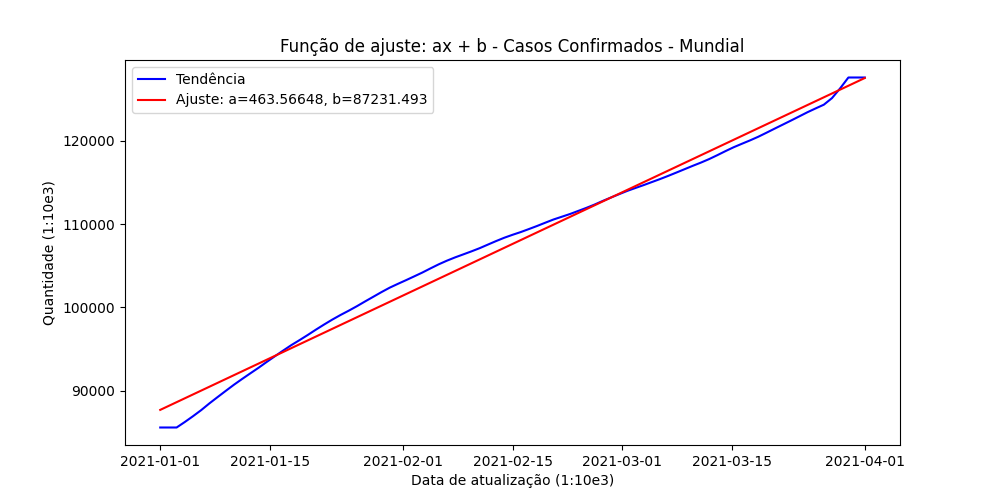 Função de ajuste: ax + b - Casos Confirmados - Mundial
Tendência
Ajuste: a=463.56648, b=87231.493
Quantidade (1:10e3)
120000
110000
100000
90000
2021-01-01 2021-01-15 2021-02-01 2021-02-15 2021-03-01 2021-03-15 2021-04-01
Data de atualização (1:10e3)